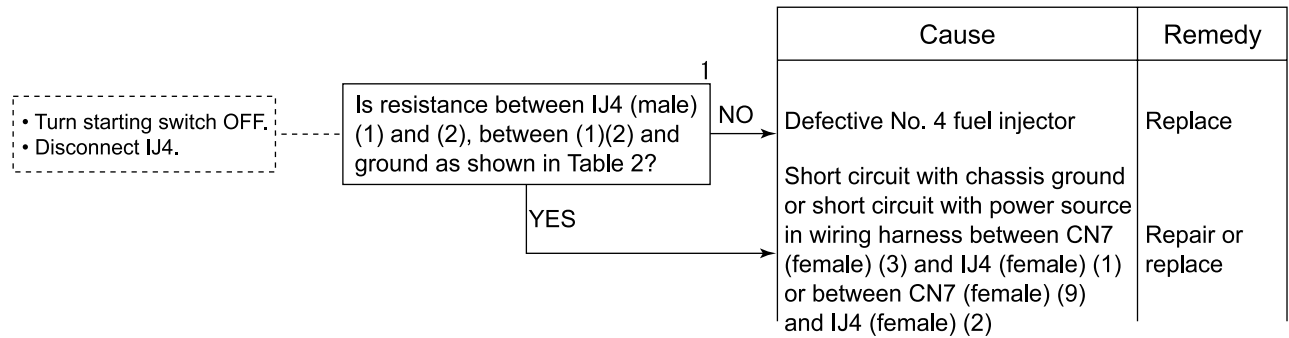 • Turn starting switch OFF.
• Disconnect IJ4.
1
Is resistance between IJ4 (male)
(1) and (2), between (1)(2) and
ground as shown in Table 2?
NO
YES
Cause
Remedy
Defective No. 4 fuel injector
Replace
Short circuit with chassis ground
or short circuit with power source
in wiring harness between CN7
(female) (3) and IJ4 (female) (1)
or between CN7 (female) (9)
and IJ4 (female) (2)
Repair or
replace